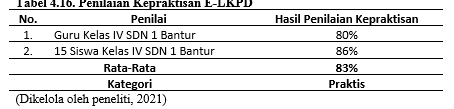 Tabel 4.16. Penilaian Kepraktisan E-LKPD
No. Penilai Hasil Penilaian Kepraktisan
1. Guru Kelas IV SDN 1 Bantur 80%
2. 15 Siswa Kelas IV SDN 1 Bantur 86%
Rata-Rata 83%
Kategori Praktis
(Dikelola oleh peneliti, 2021)